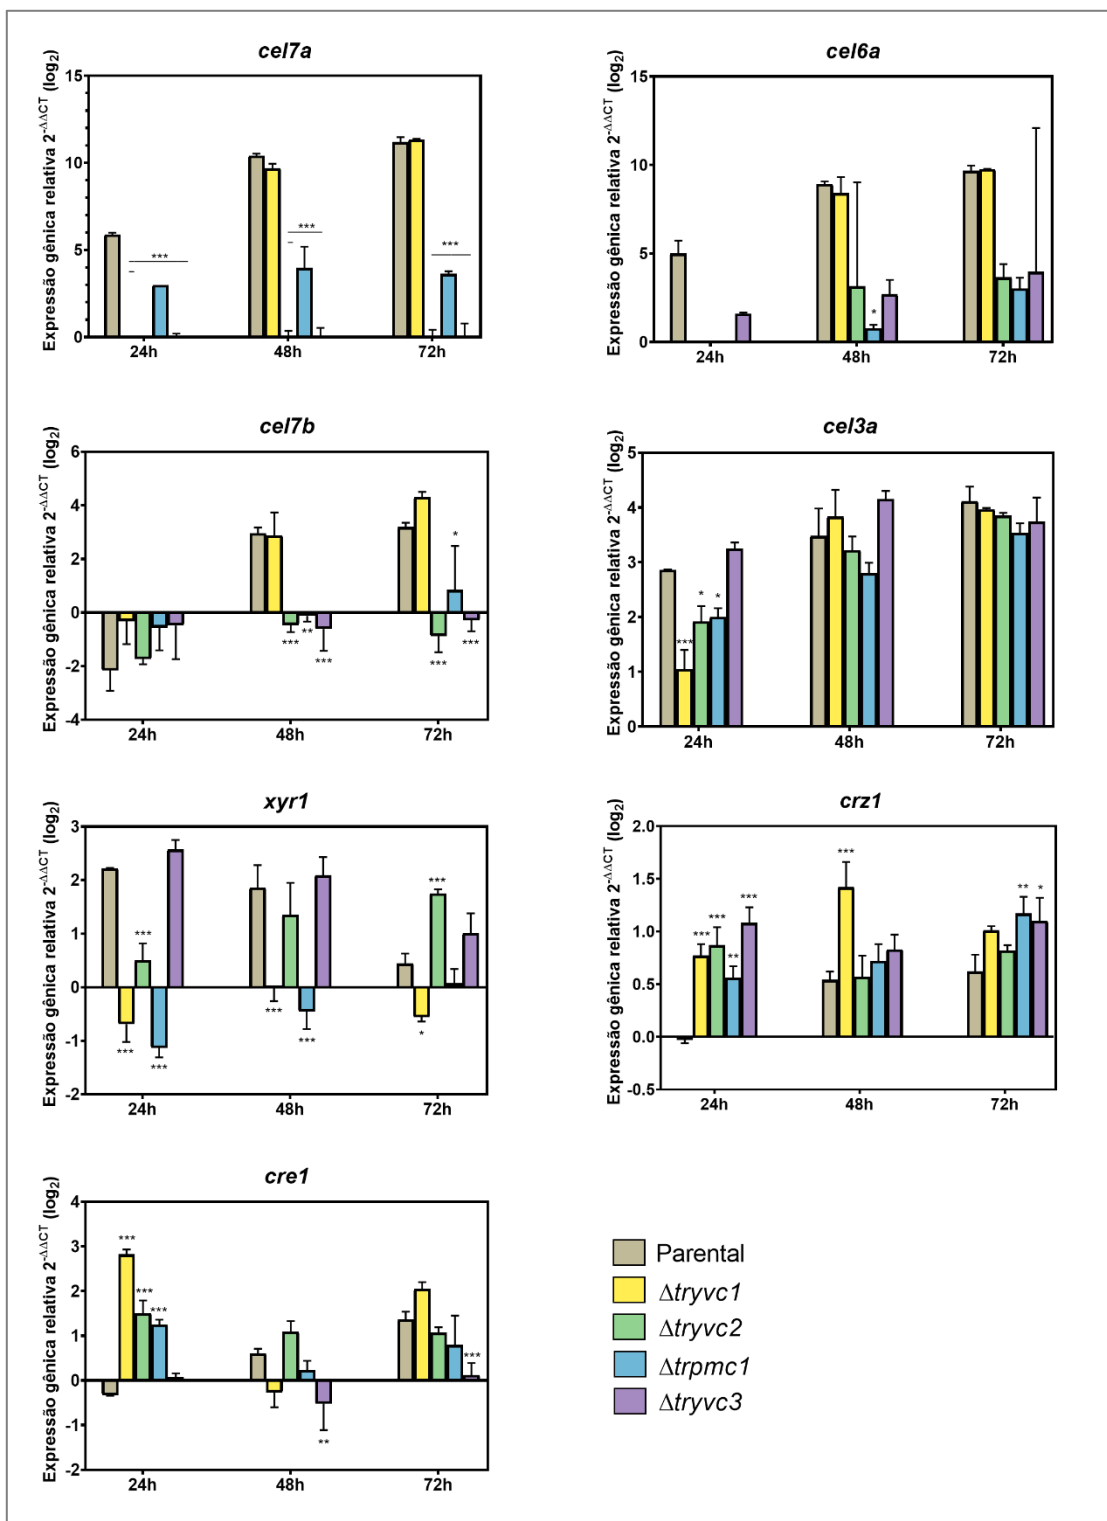 cel7a
Expressão gênica relativa 2^-ΔΔCT (log₂)
15
10
5
0
***
***
***
24h 48h 72h
cel6a
Expressão gênica relativa 2^-ΔΔCT (log₂)
15
10
5
0
*
24h 48h 72h
cel7b
Expressão gênica relativa 2^-ΔΔCT (log₂)
6
4
2
0
-2
-4
*** ** ***
*** * ***
24h 48h 72h
cel3a
Expressão gênica relativa 2^-ΔΔCT (log₂)
5
4
3
2
1
0
*** * *
24h 48h 72h
xyr1
Expressão gênica relativa 2^-ΔΔCT (log₂)
3
2
1
0
-1
-2
*** *** ***
*** ***
* ***
24h 48h 72h
crz1
Expressão gênica relativa 2^-ΔΔCT (log₂)
2.0
1.5
1.0
0.5
0.0
-0.5
*** *** ** ***
***
** *
24h 48h 72h
cre1
Expressão gênica relativa 2^-ΔΔCT (log₂)
4
3
2
1
0
-1
-2
*** *** ***
**
***
24h 48h 72h
Parental
Δtryvc1
Δtryvc2
Δtrpmc1
Δtryvc3